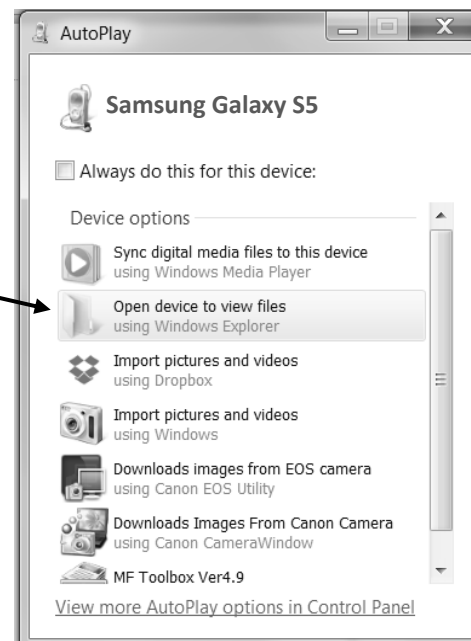 AutoPlay
Samsung Galaxy S5
Always do this for this device:
Device options
Sync digital media files to this device
using Windows Media Player
Open device to view files
using Windows Explorer
Import pictures and videos
using Dropbox
Import pictures and videos
using Windows
Downloads images from EOS camera
using Canon EOS Utility
Downloads Images From Canon Camera
using Canon CameraWindow
MF Toolbox Ver4.9
View more AutoPlay options in Control Panel